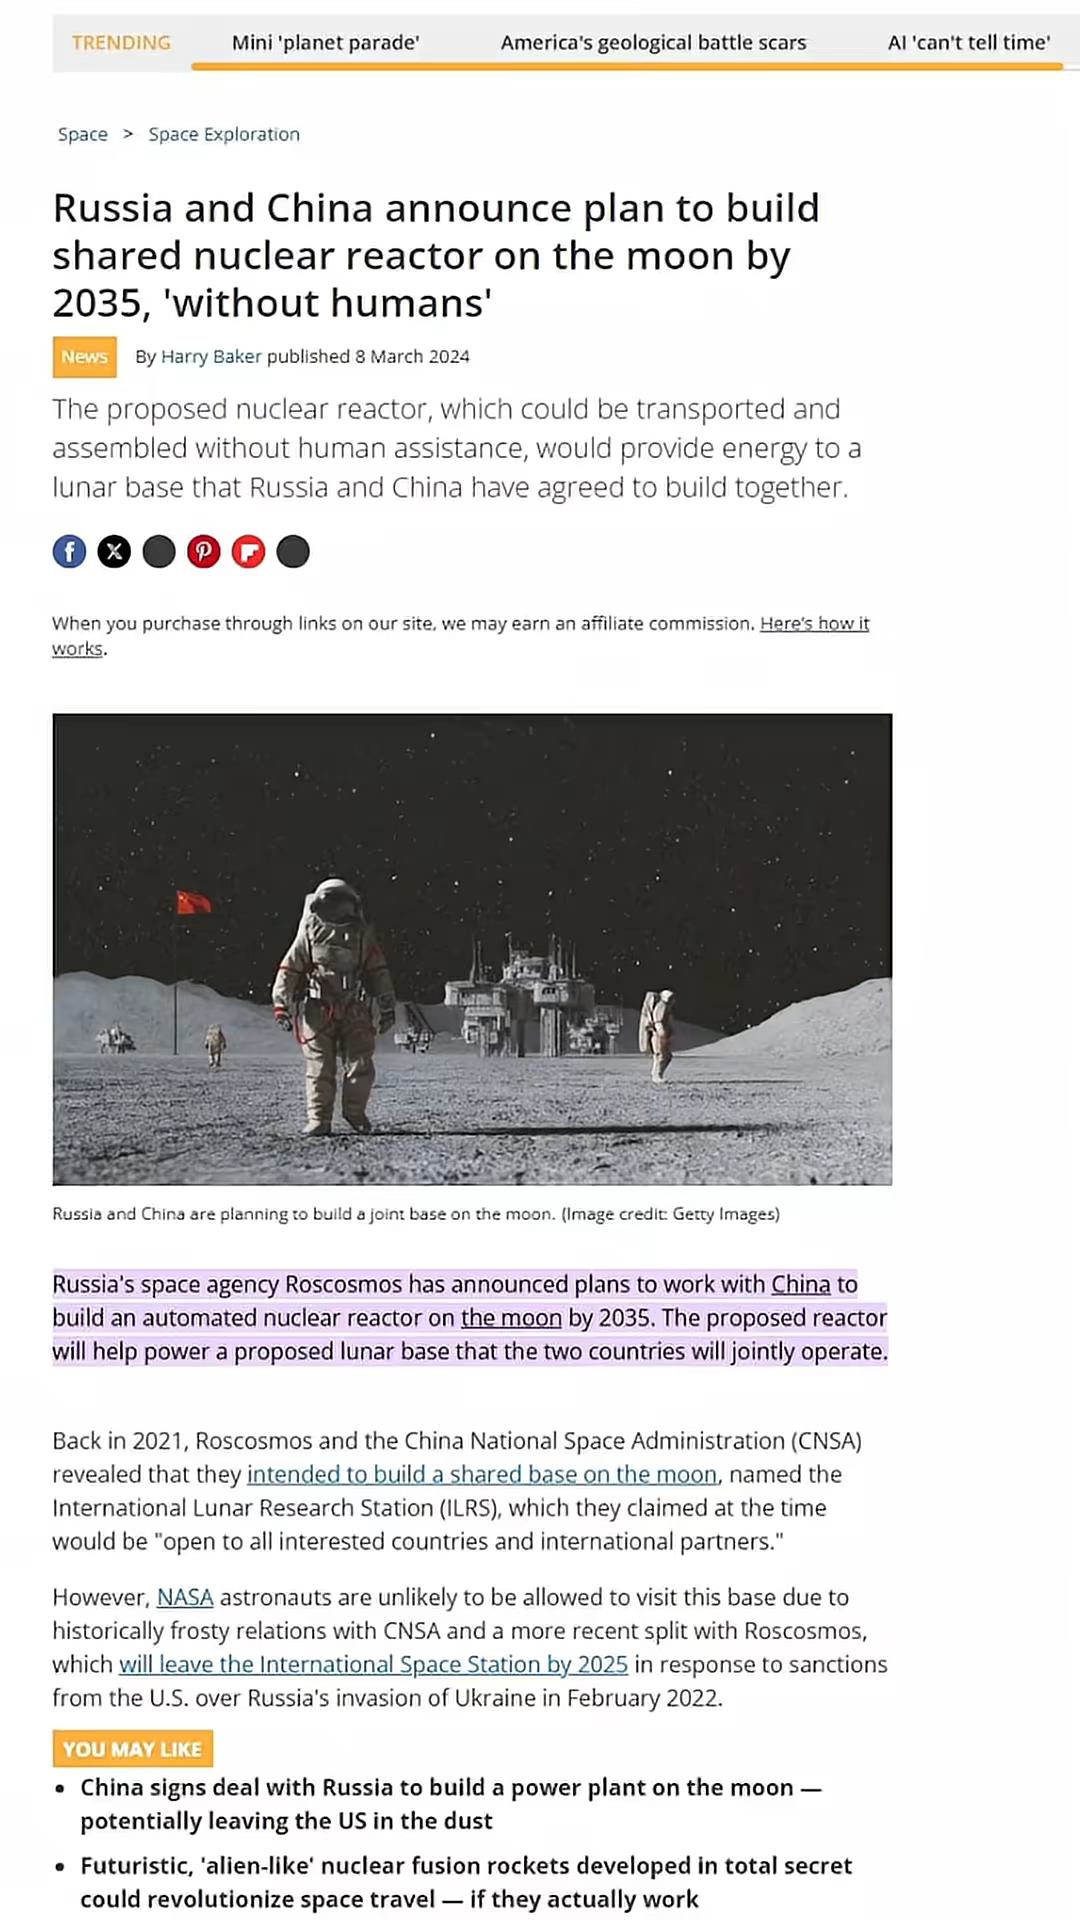 TRENDING Mini 'planet parade' America's geological battle scars AI 'can't tell time'
Space > Space Exploration
Russia and China announce plan to build
shared nuclear reactor on the moon by
2035, 'without humans'
News By Harry Baker published 8 March 2024
The proposed nuclear reactor, which could be transported and
assembled without human assistance, would provide energy to a
lunar base that Russia and China have agreed to build together.
When you purchase through links on our site, we may earn an affiliate commission. Here's how it
works.
Russia and China are planning to build a joint base on the moon. (Image credit: Getty Images)
Russia's space agency Roscosmos has announced plans to work with China to
build an automated nuclear reactor on the moon by 2035. The proposed reactor
will help power a proposed lunar base that the two countries will jointly operate.
Back in 2021, Roscosmos and the China National Space Administration (CNSA)
revealed that they intended to build a shared base on the moon, named the
International Lunar Research Station (ILRS), which they claimed at the time
would be "open to all interested countries and international partners."
However, NASA astronauts are unlikely to be allowed to visit this base due to
historically frosty relations with CNSA and a more recent split with Roscosmos,
which will leave the International Space Station by 2025 in response to sanctions
from the U.S. over Russia's invasion of Ukraine in February 2022.
YOU MAY LIKE
• China signs deal with Russia to build a power plant on the moon —
potentially leaving the US in the dust
• Futuristic, 'alien-like' nuclear fusion rockets developed in total secret
could revolutionize space travel — if they actually work